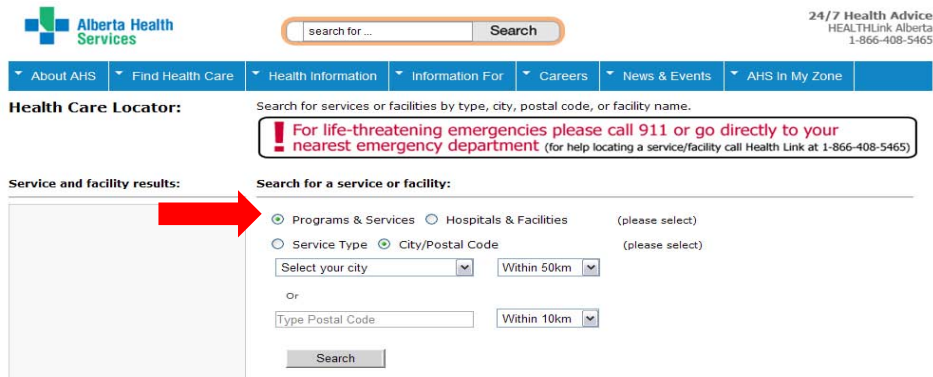 Alberta Health
Services
search for ...
Search
24/7 Health Advice
HEALTHLink Alberta
1-866-408-5465
About AHS Find Health Care Health Information Information For Careers News & Events AHS In My Zone
Health Care Locator:
Search for services or facilities by type, city, postal code, or facility name.
! For life-threatening emergencies please call 911 or go directly to your
nearest emergency department (for help locating a service/facility call Health Link at 1-866-408-5465)
Service and facility results:
Search for a service or facility:
Programs & Services Hospitals & Facilities (please select)
Service Type City/Postal Code (please select)
Select your city Within 50km
Or
Type Postal Code Within 10km
Search